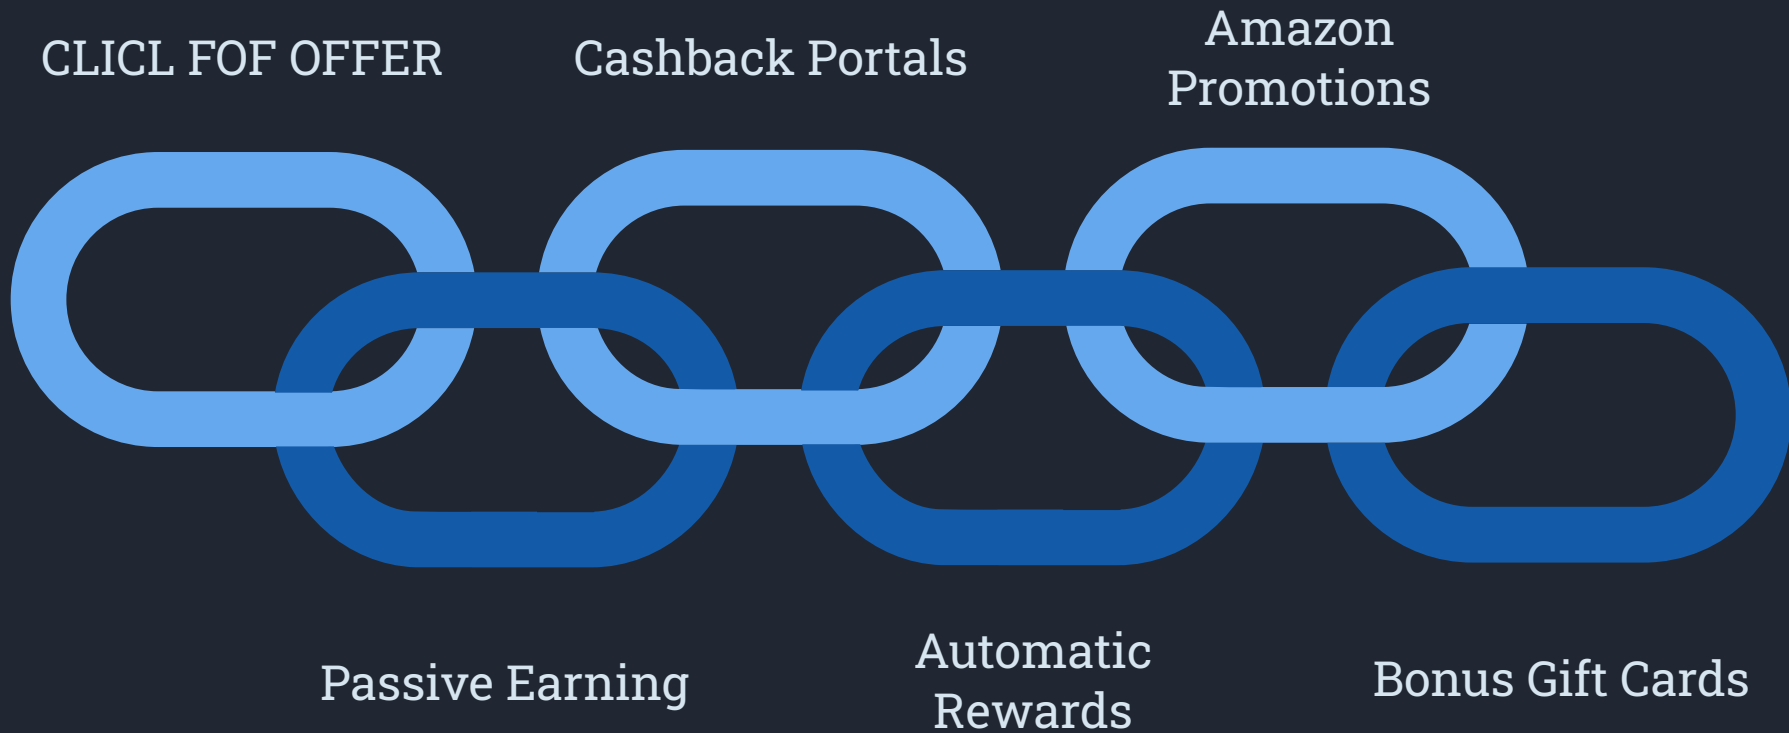 CLICL FOF OFFER
Cashback Portals
Amazon
Promotions
Passive Earning
Automatic
Rewards
Bonus Gift Cards